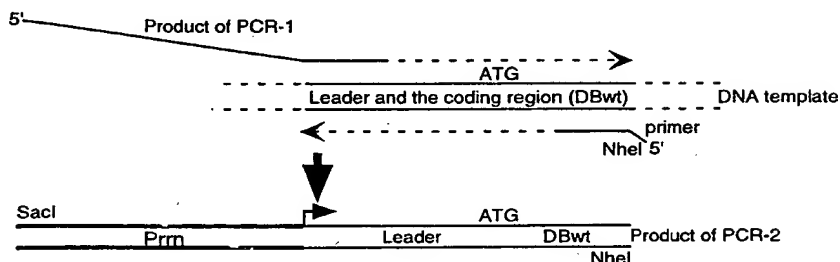 5'
Product of PCR-1
ATG
Leader and the coding region (DBwt)
DNA template
primer
NheI 5'
SacI
ATG
Prrn
Leader
DBwt
Product of PCR-2
NheI